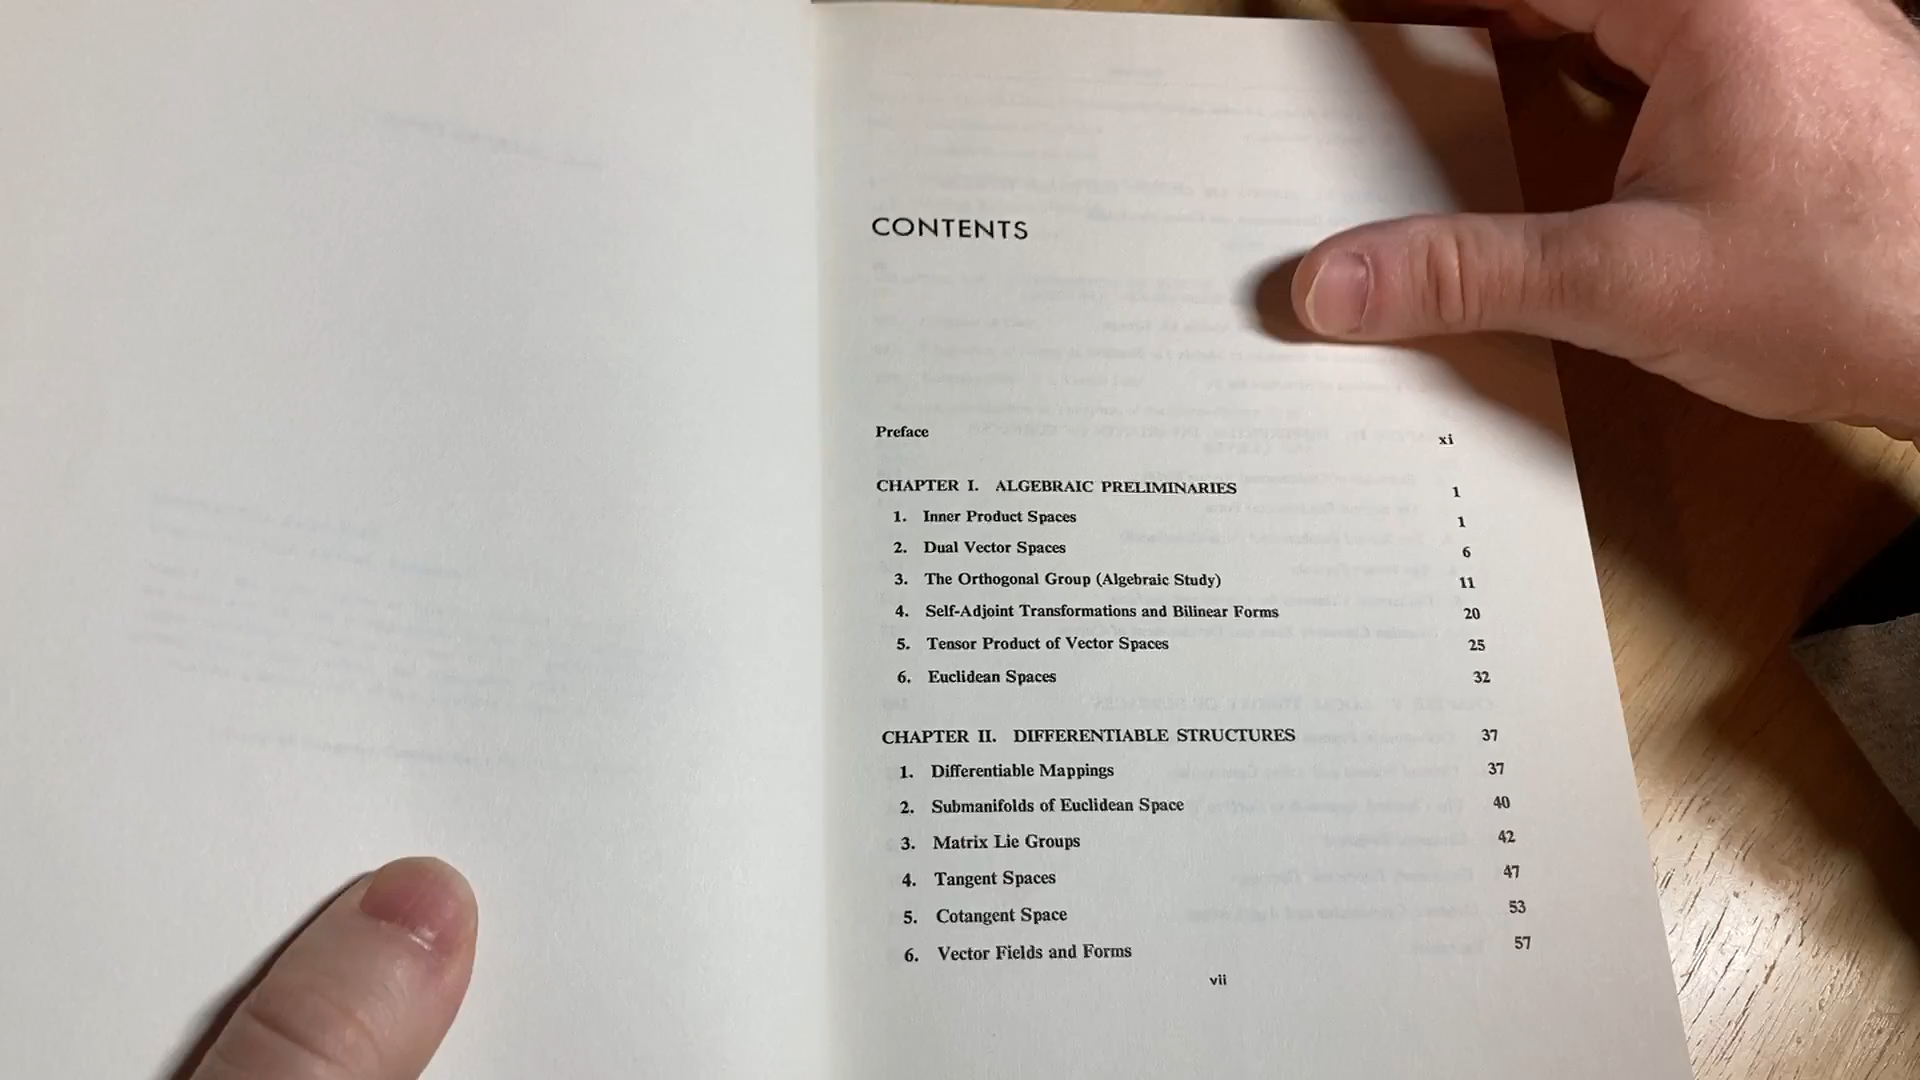 CONTENTS
Preface xi
CHAPTER I. ALGEBRAIC PRELIMINARIES 1
1. Inner Product Spaces 1
2. Dual Vector Spaces 6
3. The Orthogonal Group (Algebraic Study) 11
4. Self-Adjoint Transformations and Bilinear Forms 20
5. Tensor Product of Vector Spaces 25
6. Euclidean Spaces 32
CHAPTER II. DIFFERENTIABLE STRUCTURES 37
1. Differentiable Mappings 37
2. Submanifolds of Euclidean Space 40
3. Matrix Lie Groups 42
4. Tangent Spaces 47
5. Cotangent Space 53
6. Vector Fields and Forms 57
vii